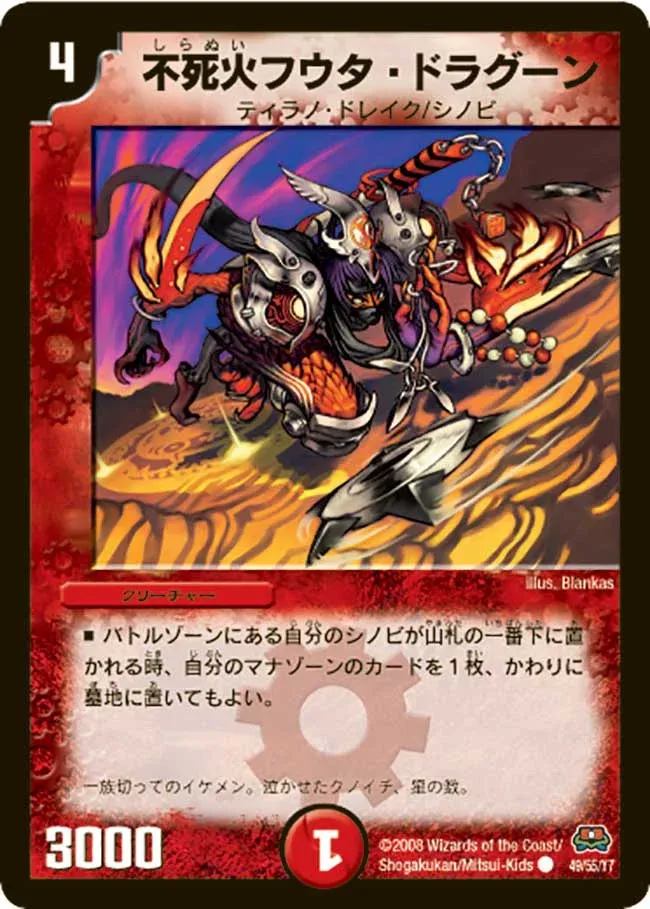 4
しらぬい
不死火フウタ・ドラグーン
ティラノ・ドレイク/シノビ
illus. Blankas
クリーチャー
■ バトルゾーンにある自分のシノビが山札の一番下に置
かれる時、自分のマナゾーンのカードを1枚、かわりに
墓地に置いてもよい。
一族切ってのイケメン。泣かせたクノイチ、星の数。
3000
1
©2008 Wizards of the Coast/
Shogakukan/Mitsui-Kids
49/55/Y7